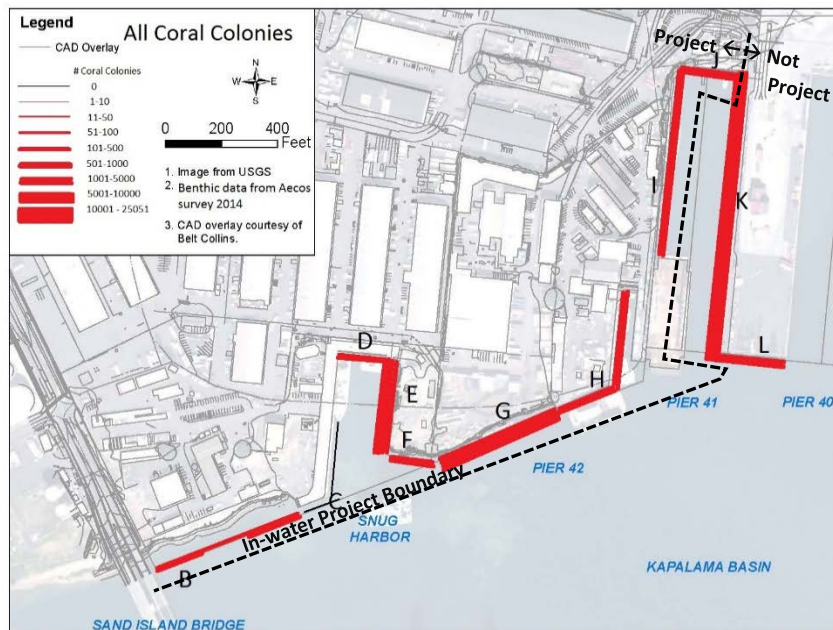 Legend
All Coral Colonies
CAD Overlay
# Coral Colonies
0
1-10
11-50
51-100
101-500
501-1000
1001-5000
5001-10000
10001 - 25051
N
W E
S
0 200 400
Feet
1. Image from USGS
2. Benthic data from Aecos
survey 2014
3. CAD overlay courtesy of
Belt Collins.
Project
Not
Project
J
I
K
D
E
F
G
H
L
C
B
PIER 41
PIER 40
PIER 42
In-water Project Boundary
SNUG
HARBOR
KAPALAMA BASIN
SAND ISLAND BRIDGE